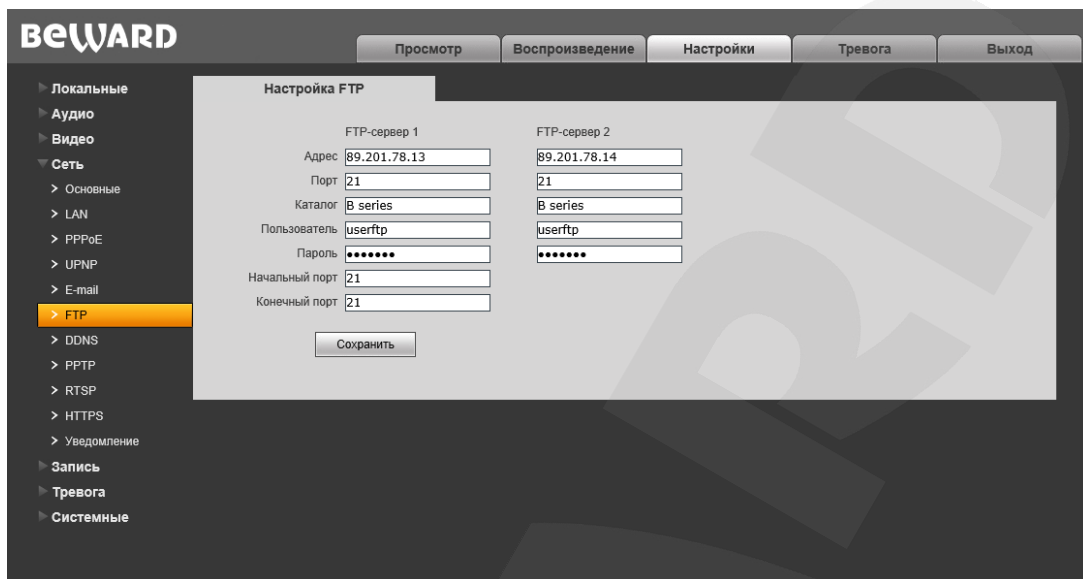 BEWARD
Просмотр Воспроизведение Настройки Тревога Выход
Локальные
Аудио
Видео
Сеть
Основные
LAN
PPPoE
UPNP
E-mail
FTP
DDNS
PPTP
RTSP
HTTPS
Уведомление
Запись
Тревога
Системные
Настройка FTP
FTP-сервер 1 FTP-сервер 2
Адрес 89.201.78.13 89.201.78.14
Порт 21 21
Каталог B series B series
Пользователь userftp userftp
Пароль ●●●●●●● ●●●●●●●
Начальный порт 21
Конечный порт 21
Сохранить